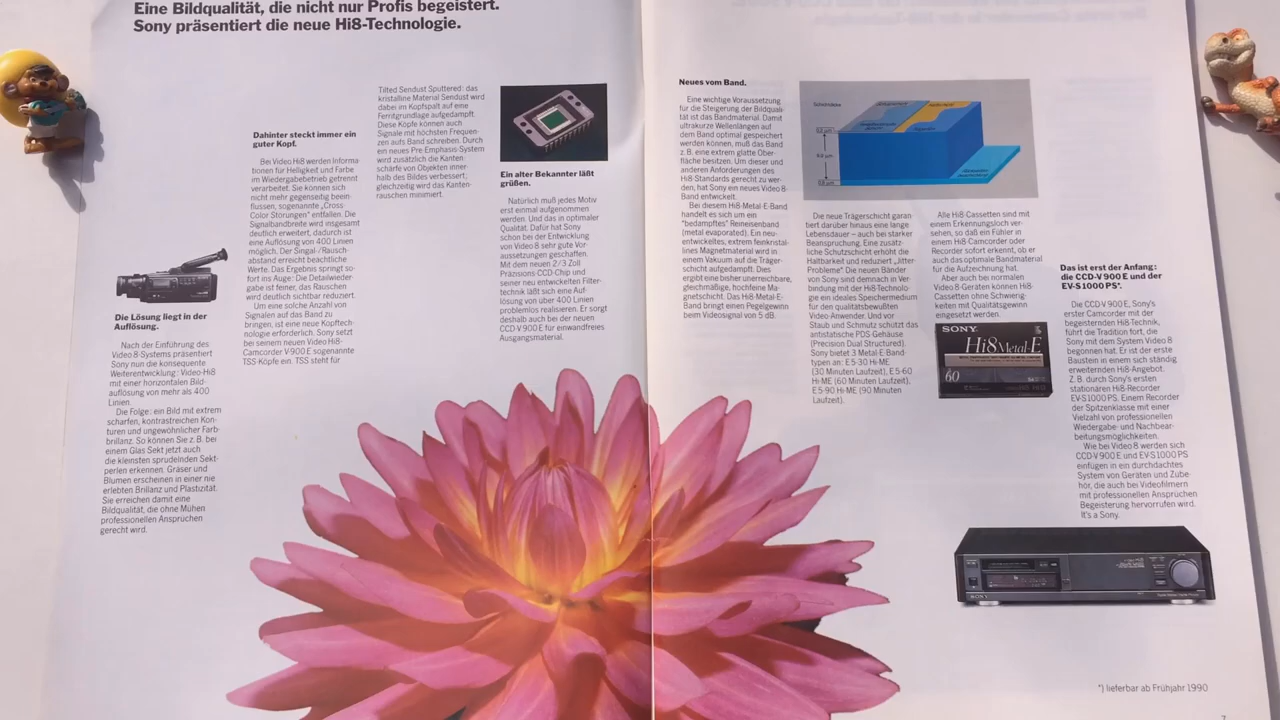 Eine Bildqualität, die nicht nur Profis begeistert.
Sony präsentiert die neue Hi8-Technologie.
Die Lösung liegt in der
Auflösung.
Nach der Einführung des
Video 8-Systems präsentiert
Sony nun die konsequente
Weiterentwicklung: Video-Hi8
mit einer horizontalen Bild-
auflösung von mehr als 400
Linien.
Die Folge: ein Bild mit extrem
scharfen, kontrastreichen Kon-
turen und ungewöhnlicher Farb-
brillanz. So können Sie z. B. bei
einem Glas Sekt jetzt auch
die kleinsten sprudelnden Sekt-
perlen erkennen. Gräser und
Blumen erscheinen in einer nie
erlebten Brillanz und Plastizität.
Sie erreichen damit eine
Bildqualität, die ohne Mühen
professionellen Ansprüchen
gerecht wird.
Dahinter steckt immer ein
guter Kopf.
Bei Video Hi8 werden Informa-
tionen für Helligkeit und Farbe
im Wiedergabebetrieb getrennt
verarbeitet. Sie können sich
nicht mehr gegenseitig beein-
flussen, sogenannte „Cross
Color Störungen" entfallen. Die
Signalbandbreite wird insgesamt
deutlich erweitert, dadurch ist
eine Auflösung von 400 Linien
möglich. Der Singal-/Rausch-
abstand erreicht beachtliche
Werte. Das Ergebnis springt so-
fort ins Auge: Die Detailwieder-
gabe ist feiner, das Rauschen
wird deutlich sichtbar reduziert.
Um eine solche Anzahl von
Signalen auf das Band zu
bringen, ist eine neue Kopftech-
nologie erforderlich. Sony setzt
bei seinem neuen Video Hi8-
Camcorder V-900 E sogenannte
TSS-Köpfe ein. TSS steht für
Tilted Sendust Sputtered: das
kristalline Material Sendust wird
dabei im Kopfspalt auf eine
Ferritgrundlage aufgedampft.
Diese Köpfe können auch
Signale mit höchsten Frequen-
zen aufs Band schreiben. Durch
ein neues Pre-Emphasis-System
wird zusätzlich die Kanten-
schärfe von Objekten inner
halb des Bildes verbessert,
gleichzeitig wird das Kanten-
rauschen minimiert.
Ein alter Bekannter läßt
grüßen.
Natürlich muß jedes Motiv
erst einmal aufgenommen
werden. Und das in optimaler
Qualität. Dafür hat Sony
schon bei der Entwicklung
von Video 8 sehr gute Vor
aussetzungen geschaffen.
Mit dem neuen 2/3 Zoll
Präzisions CCD-Chip und
seiner neu entwickelten Filter-
technik läßt sich eine Auf-
lösung von über 400 Linien
problemlos realisieren. Er sorgt
deshalb auch bei der neuen
CCD-V 900 E für einwandfreies
Ausgangsmaterial.
Neues vom Band.
Eine wichtige Voraussetzung
für die Steigerung der Bildquali-
tät ist das Bandmaterial. Damit
ultrakurze Wellenlängen auf
dem Band optimal gespeichert
werden können, muß das Band
z. B. eine extrem glatte Ober-
fläche besitzen. Um dieser und
anderen Anforderungen des
Hi8-Standards gerecht zu wer-
den, hat Sony ein neues Video 8-
Band entwickelt.
Bei diesem Hi8-Metal-E-Band
handelt es sich um ein
"bedampftes" Reineisenband
(metal evaporated). Ein neu-
entwickeltes, extrem feinkristal-
lines Magnetmaterial wird in
einem Vakuum auf die Träger-
schicht aufgedampft. Dies
ergibt eine bisher unerreichbare,
gleichmäßige, hochfeine Ma-
gnetschicht. Das Hi8-Metal-E-
Band bringt einen Pegelgewinn
beim Videosignal von 5 dB.
Die neue Trägerschicht garan
tiert darüber hinaus eine lange
Lebensdauer – auch bei starker
Beanspruchung. Eine zusätz-
liche Schutzschicht erhöht die
Haltbarkeit und reduziert „Jitter-
Probleme". Die neuen Bänder
von Sony sind demnach in Ver-
bindung mit der Hi8-Technolo-
gie ein ideales Speichermedium
für den qualitätsbewußten
Video-Anwender. Und vor
Staub und Schmutz schützt das
antistatische PDS-Gehäuse
(Precision Dual Structured).
Sony bietet 3 Metal-E-Band-
typen an: E 5-30 Hi-ME
(30 Minuten Laufzeit), E 5-60
Hi-ME (60 Minuten Laufzeit),
E 5-90 Hi-ME (90 Minuten
Laufzeit).
Alle Hi8-Cassetten sind mit
einem Erkennungsloch ver-
sehen, so daß ein Fühler in
einem Hi8-Camcorder oder
Recorder sofort erkennt, ob er
auch das optimale Bandmaterial
für die Aufzeichnung hat.
Aber auch bei normalen
Video 8-Geräten können Hi8-
Cassetten ohne Schwierig-
keiten mit Qualitätsgewinn
eingesetzt werden.
SONY
Hi8 Metal-E
60
Das ist erst der Anfang:
die CCD-V 900 E und der
EV-S 1000 PS*.
Die CCD-V 900 E, Sony's
erster Camcorder mit der
begeisternden Hi8-Technik,
führt die Tradition fort, die
Sony mit dem System Video 8
begonnen hat. Er ist der erste
Baustein in einem sich ständig
erweiternden Hi8-Angebot.
Z. B. durch Sony's ersten
stationären Hi8-Recorder
EV-S 1000 PS. Einem Recorder
der Spitzenklasse mit einer
Vielzahl von professionellen
Wiedergabe- und Nachbear-
beitungsmöglichkeiten.
Wie bei Video 8 werden sich
CCD-V 900 E und EV-S 1000 PS
einfügen in ein durchdachtes
System von Geräten und Zube-
hör, die auch bei Videofilmern
mit professionellen Ansprüchen
Begeisterung hervorrufen wird.
It's a Sony.
SONY
*) lieferbar ab Frühjahr 1990